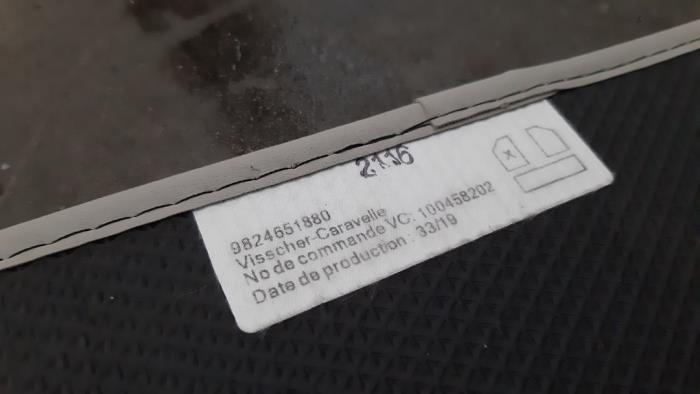 2116
9824651880
Visscher-Caravelle
No de commande VC: 100458202
Date de production : 33/19
x